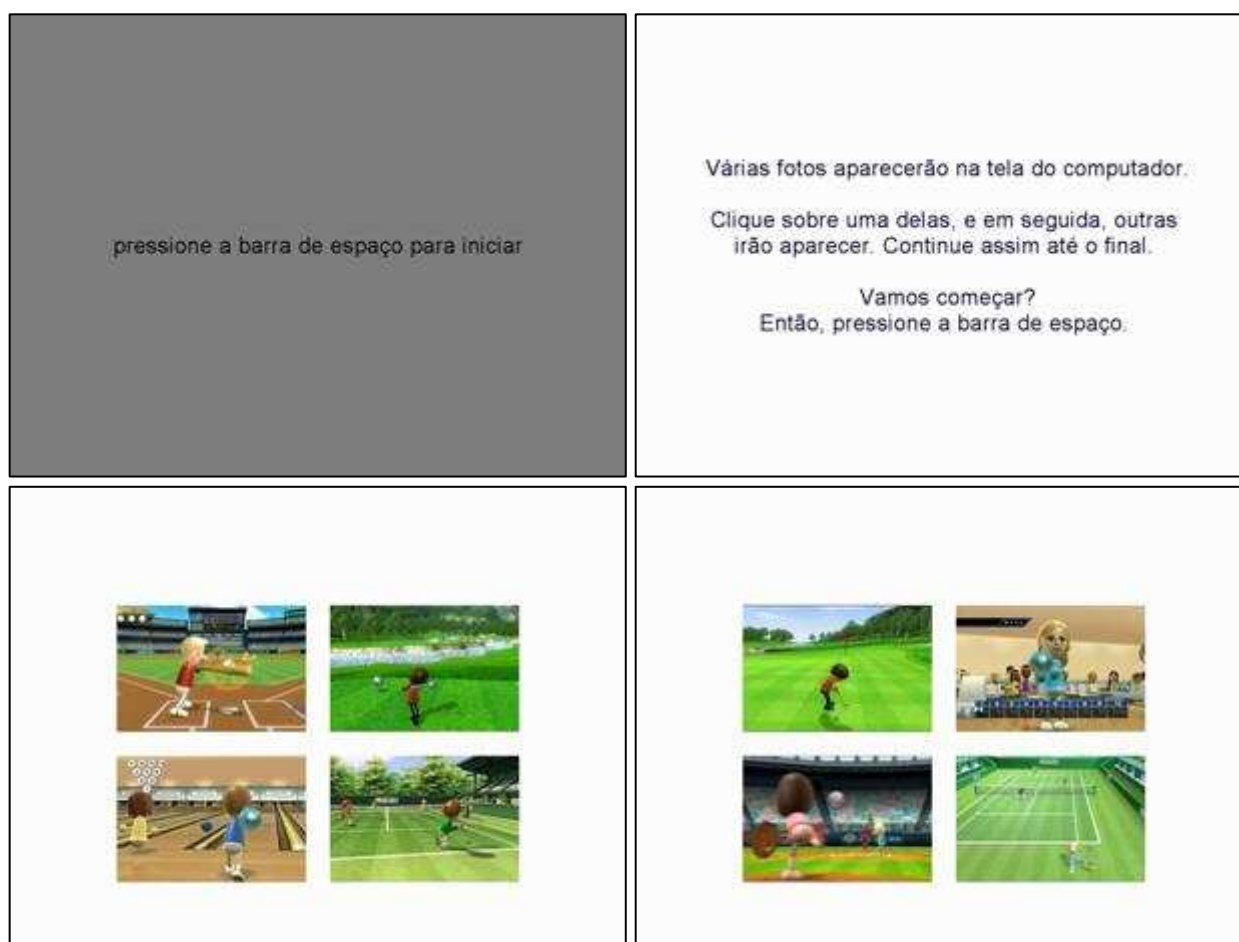 pressione a barra de espaço para iniciar
Várias fotos aparecerão na tela do computador.
Clique sobre uma delas, e em seguida, outras
irão aparecer. Continue assim até o final.
Vamos começar?
Então, pressione a barra de espaço.